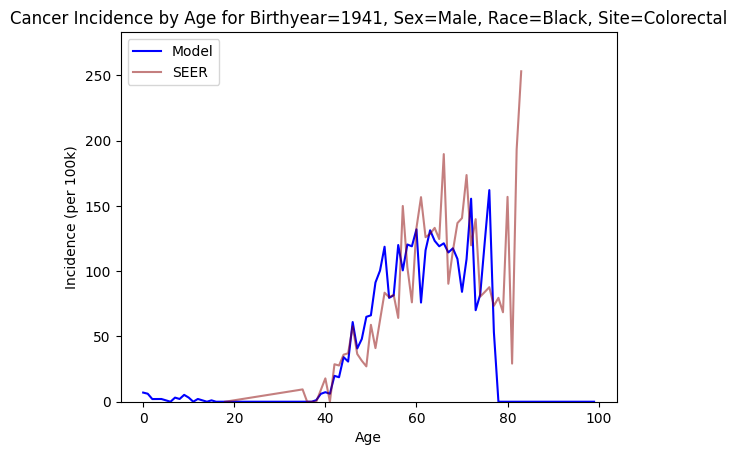 Cancer Incidence by Age for Birthyear=1941, Sex=Male, Race=Black, Site=Colorectal
Model
SEER
250
200
150
100
50
0
Incidence (per 100k)
0 20 40 60 80 100
Age